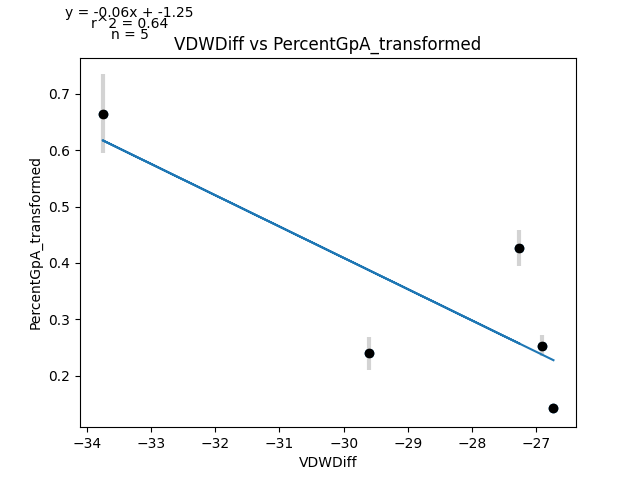 y = -0.06x + -1.25
r^2 = 0.64
n = 5
VDWDiff vs PercentGpA_transformed
PercentGpA_transformed
0.7
0.6
0.5
0.4
0.3
0.2
−34
−33
−32
−31
−30
−29
−28
−27
VDWDiff